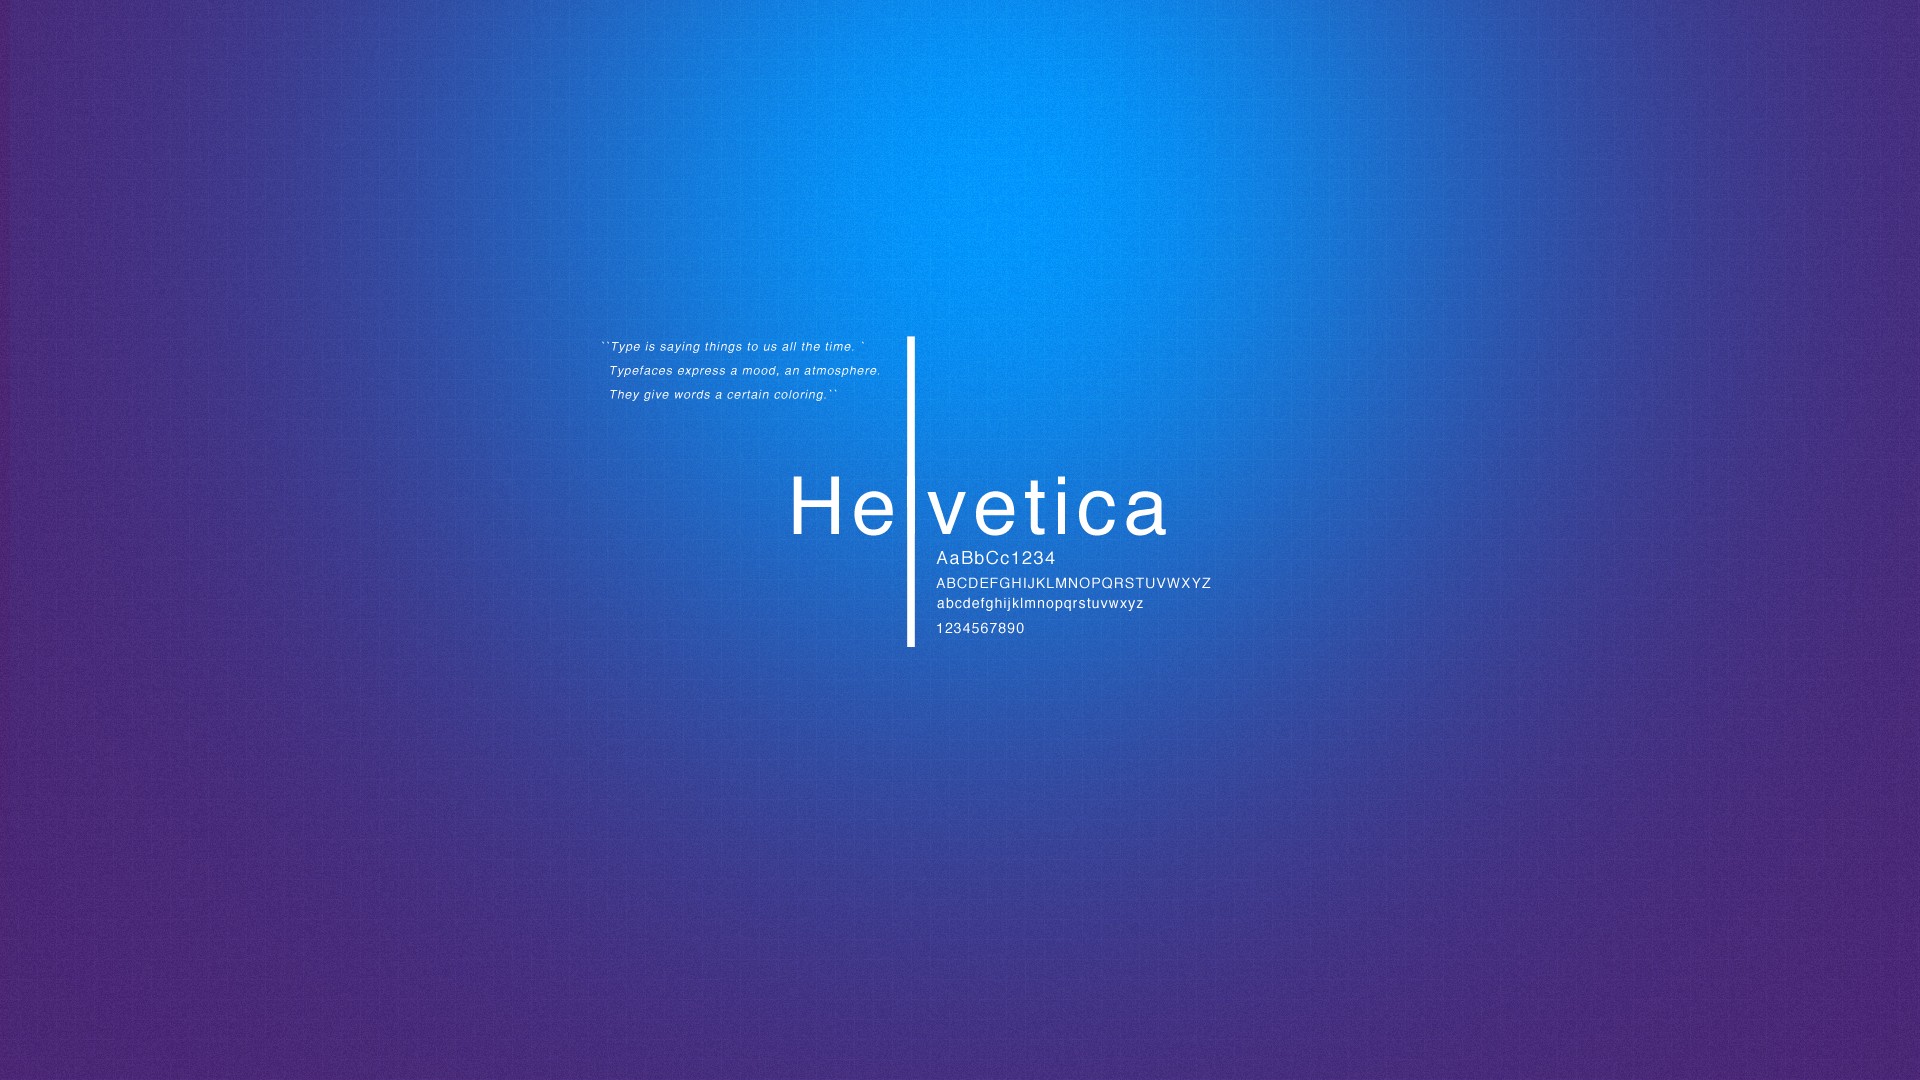 ``Type is saying things to us all the time. `
Typefaces express a mood, an atmosphere.
They give words a certain coloring.``
Helvetica
AaBbCc1234
ABCDEFGHIJKLMNOPQRSTUVWXYZ
abcdefghijklmnopqrstuvwxyz
1234567890